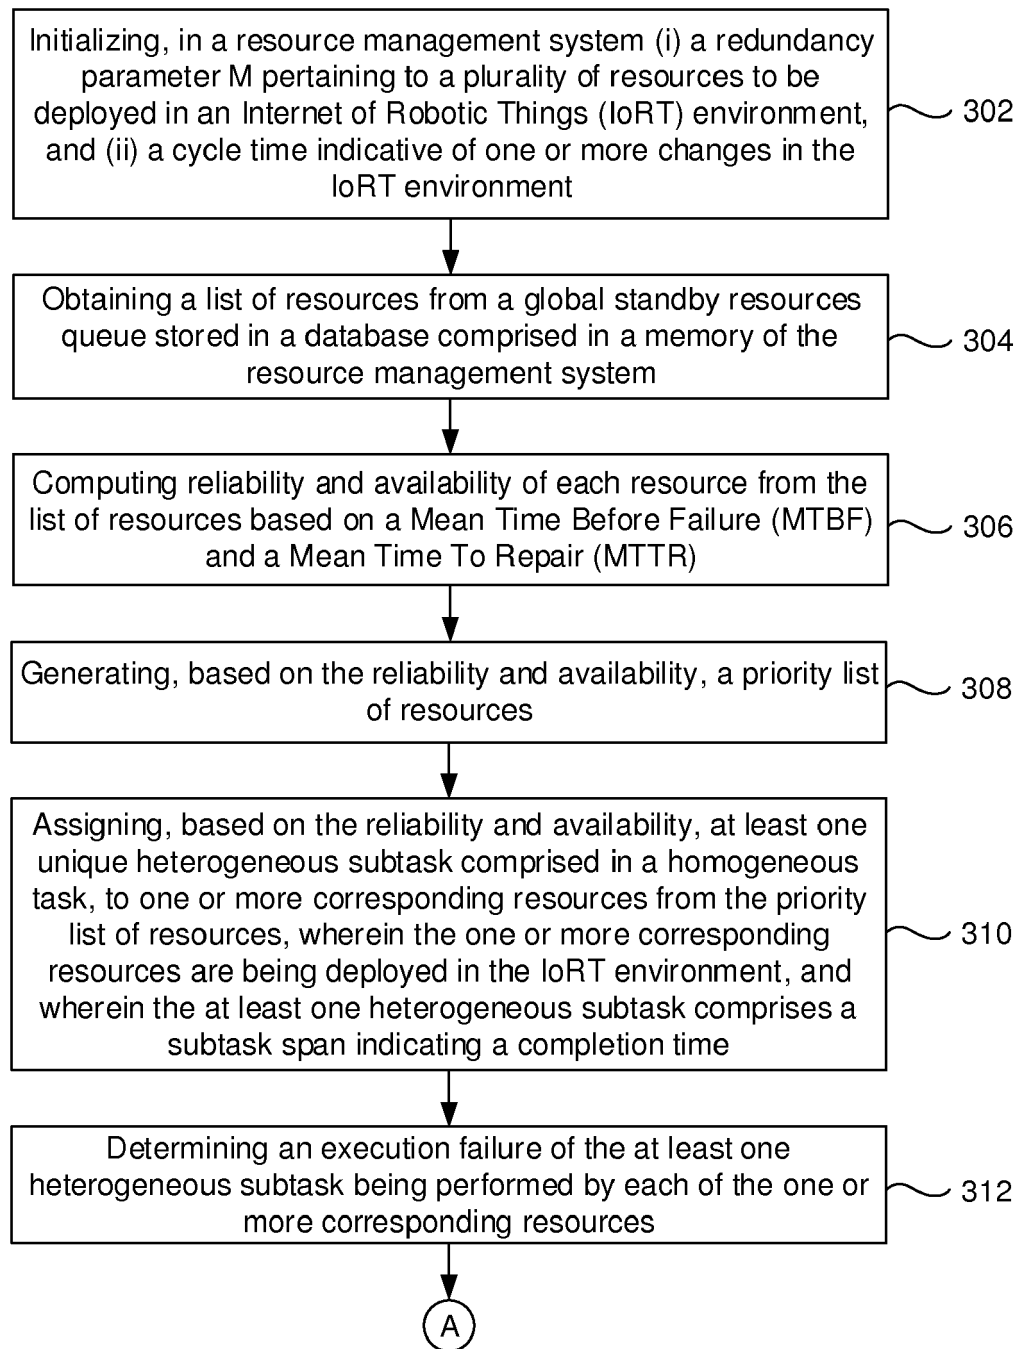 Initializing, in a resource management system (i) a redundancy
parameter M pertaining to a plurality of resources to be
deployed in an Internet of Robotic Things (IoRT) environment,
and (ii) a cycle time indicative of one or more changes in the
IoRT environment
302
Obtaining a list of resources from a global standby resources
queue stored in a database comprised in a memory of the
resource management system
304
Computing reliability and availability of each resource from the
list of resources based on a Mean Time Before Failure (MTBF)
and a Mean Time To Repair (MTTR)
306
Generating, based on the reliability and availability, a priority list
of resources
308
Assigning, based on the reliability and availability, at least one
unique heterogeneous subtask comprised in a homogeneous
task, to one or more corresponding resources from the priority
list of resources, wherein the one or more corresponding
resources are being deployed in the IoRT environment, and
wherein the at least one heterogeneous subtask comprises a
subtask span indicating a completion time
310
Determining an execution failure of the at least one
heterogeneous subtask being performed by each of the one or
more corresponding resources
312
A